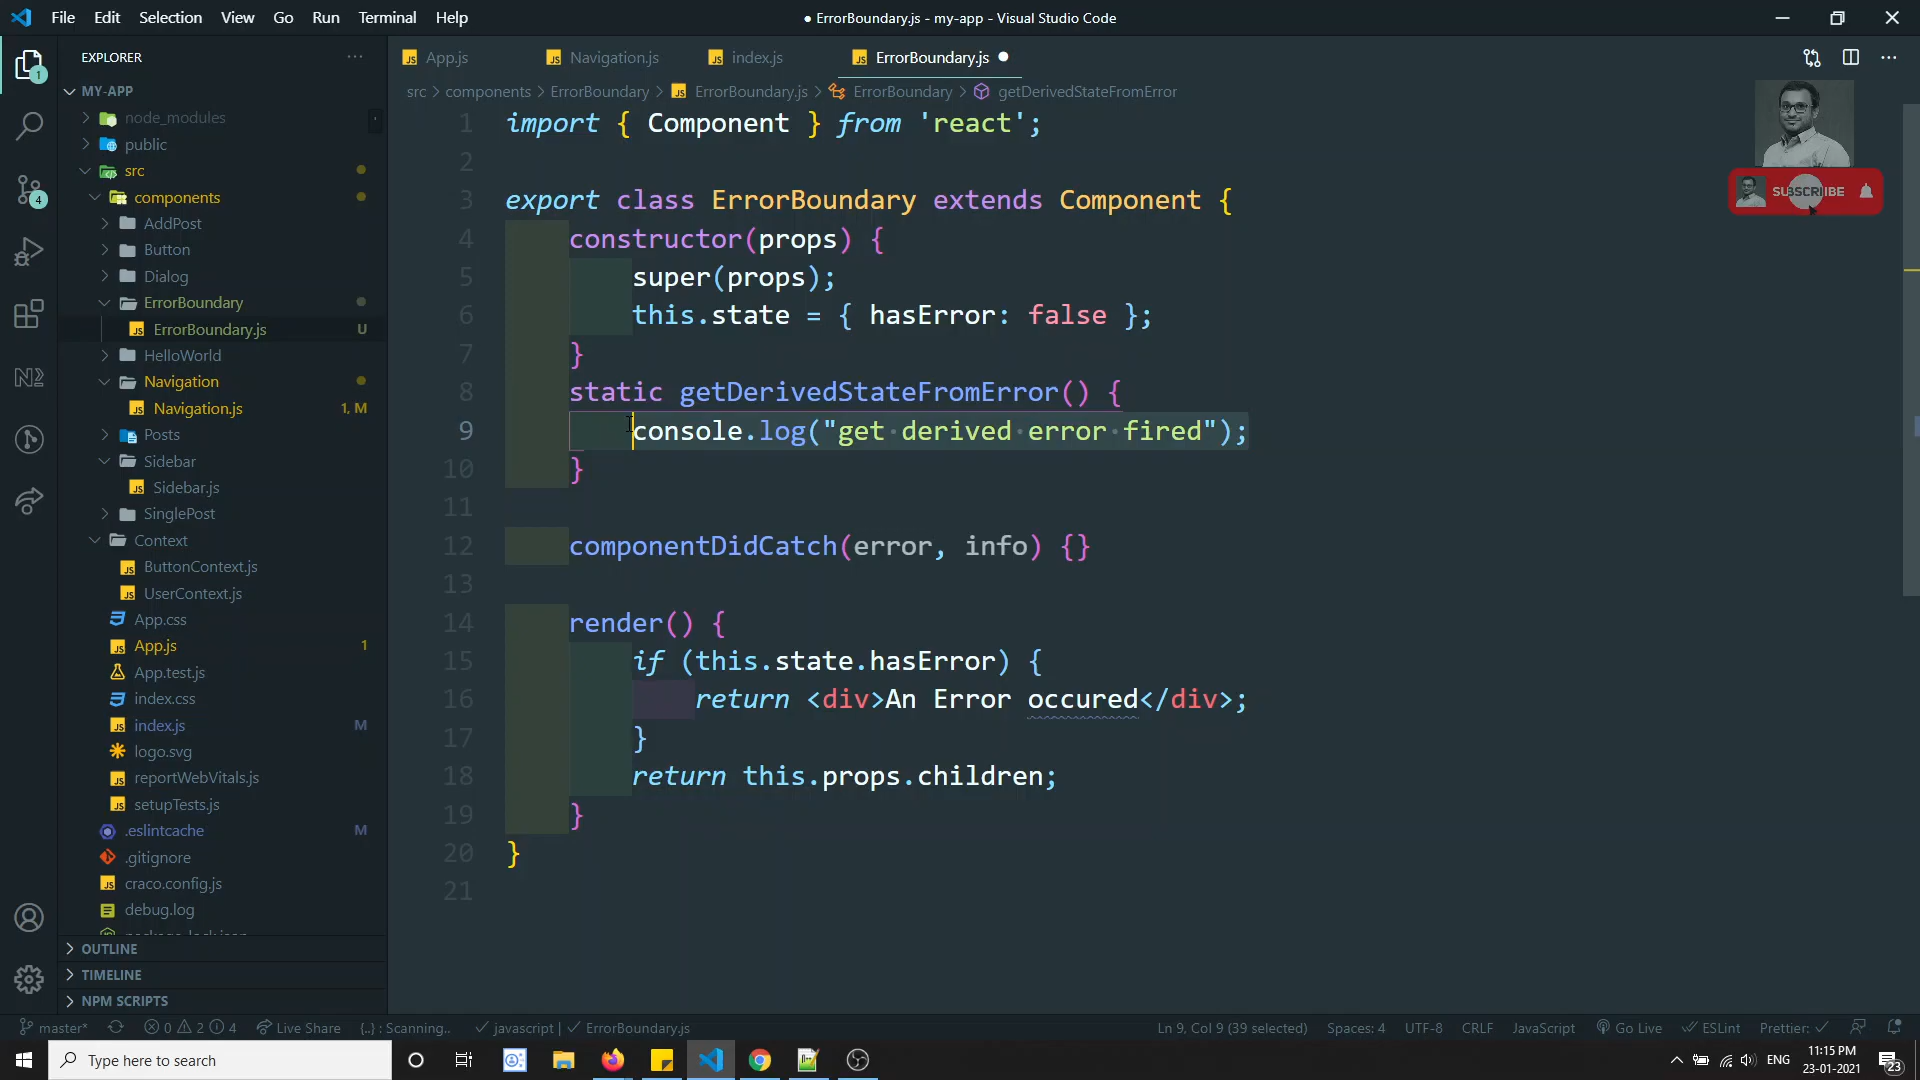 File Edit Selection View Go Run Terminal Help
● ErrorBoundary.js - my-app - Visual Studio Code
EXPLORER
App.js
Navigation.js
index.js
ErrorBoundary.js
src > components > ErrorBoundary > ErrorBoundary.js > ErrorBoundary > getDerivedStateFromError
MY-APP
node_modules
public
src
components
AddPost
Button
Dialog
ErrorBoundary
ErrorBoundary.js U
HelloWorld
Navigation
Navigation.js 1, M
Posts
Sidebar
Sidebar.js
SinglePost
Context
ButtonContext.js
UserContext.js
App.css
App.js 1
App.test.js
index.css
index.js M
logo.svg
reportWebVitals.js
setupTests.js
.eslintcache M
.gitignore
craco.config.js
debug.log
OUTLINE
TIMELINE
NPM SCRIPTS
1
4
1 import { Component } from 'react';
2
3 export class ErrorBoundary extends Component {
4 constructor(props) {
5 super(props);
6 this.state = { hasError: false };
7 }
8 static getDerivedStateFromError() {
9 console.log("get derived error fired");
10 }
11
12 componentDidCatch(error, info) {}
13
14 render() {
15 if (this.state.hasError) {
16 return <div>An Error occured</div>;
17 }
18 return this.props.children;
19 }
20 }
21
SUBSCRIBE
master* 0 2 4 Live Share {..} : Scanning.. javascript | ErrorBoundary.js
Ln 9, Col 9 (39 selected) Spaces: 4 UTF-8 CRLF JavaScript Go Live ESLint Prettier:
Type here to search
ENG
11:15 PM
23-01-2021
23